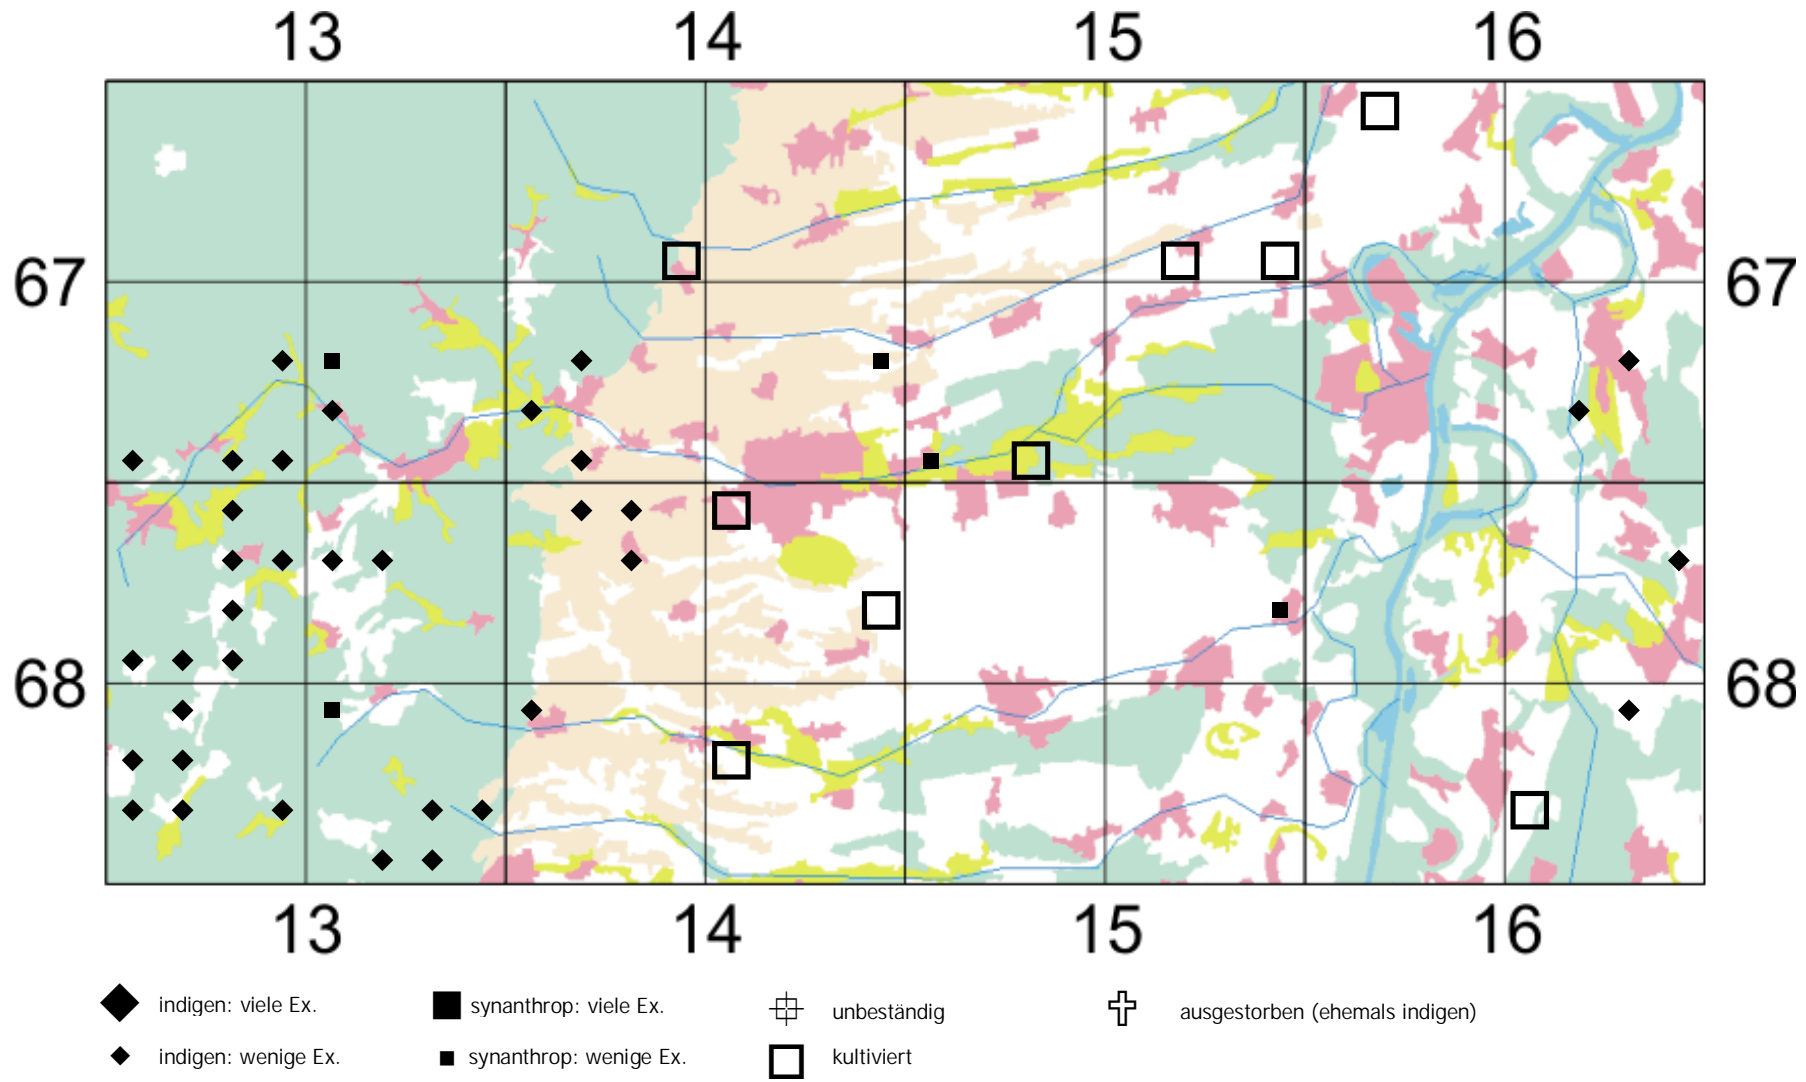 13 14 15 16
67 67
68 68
13 14 15 16
indigen: viele Ex. synanthrop: viele Ex. unbeständig ausgestorben (ehemals indigen)
indigen: wenige Ex. synanthrop: wenige Ex. kultiviert